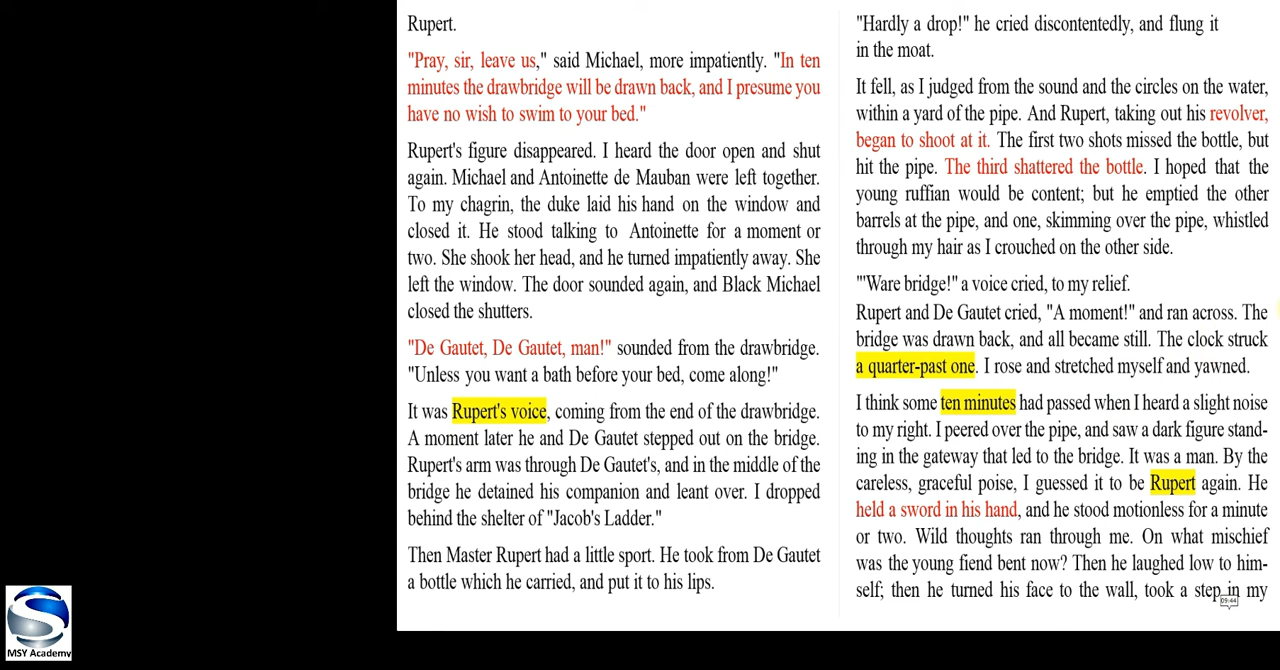 Rupert.
"Pray, sir, leave us," said Michael, more impatiently. "In ten
minutes the drawbridge will be drawn back, and I presume you
have no wish to swim to your bed."
Rupert's figure disappeared. I heard the door open and shut
again. Michael and Antoinette de Mauban were left together.
To my chagrin, the duke laid his hand on the window and
closed it. He stood talking to Antoinette for a moment or
two. She shook her head, and he turned impatiently away. She
left the window. The door sounded again, and Black Michael
closed the shutters.
"De Gautet, De Gautet, man!" sounded from the drawbridge.
"Unless you want a bath before your bed, come along!"
It was Rupert's voice, coming from the end of the drawbridge.
A moment later he and De Gautet stepped out on the bridge.
Rupert's arm was through De Gautet's, and in the middle of the
bridge he detained his companion and leant over. I dropped
behind the shelter of "Jacob's Ladder."
Then Master Rupert had a little sport. He took from De Gautet
a bottle which he carried, and put it to his lips.
"Hardly a drop!" he cried discontentedly, and flung it
in the moat.
It fell, as I judged from the sound and the circles on the water,
within a yard of the pipe. And Rupert, taking out his revolver,
began to shoot at it. The first two shots missed the bottle, but
hit the pipe. The third shattered the bottle. I hoped that the
young ruffian would be content; but he emptied the other
barrels at the pipe, and one, skimming over the pipe, whistled
through my hair as I crouched on the other side.
"'Ware bridge!" a voice cried, to my relief.
Rupert and De Gautet cried, "A moment!" and ran across. The
bridge was drawn back, and all became still. The clock struck
a quarter-past one. I rose and stretched myself and yawned.
I think some ten minutes had passed when I heard a slight noise
to my right. I peered over the pipe, and saw a dark figure stand-
ing in the gateway that led to the bridge. It was a man. By the
careless, graceful poise, I guessed it to be Rupert again. He
held a sword in his hand, and he stood motionless for a minute
or two. Wild thoughts ran through me. On what mischief
was the young fiend bent now? Then he laughed low to him-
self; then he turned his face to the wall, took a step in my
09:44
MSY Academy